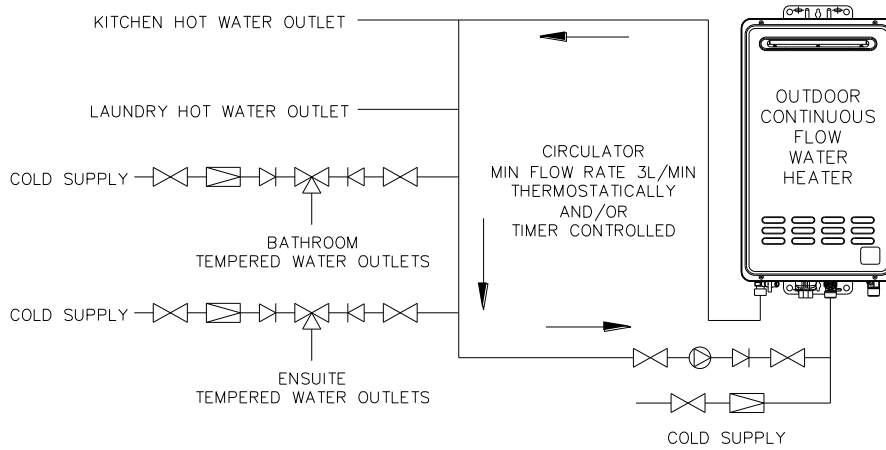 KITCHEN HOT WATER OUTLET
LAUNDRY HOT WATER OUTLET
COLD SUPPLY
BATHROOM
TEMPERED WATER OUTLETS
COLD SUPPLY
ENSUITE
TEMPERED WATER OUTLETS
CIRCULATOR
MIN FLOW RATE 3L/MIN
THERMOSTATICALLY
AND/OR
TIMER CONTROLLED
OUTDOOR
CONTINUOUS
FLOW
WATER
HEATER
COLD SUPPLY